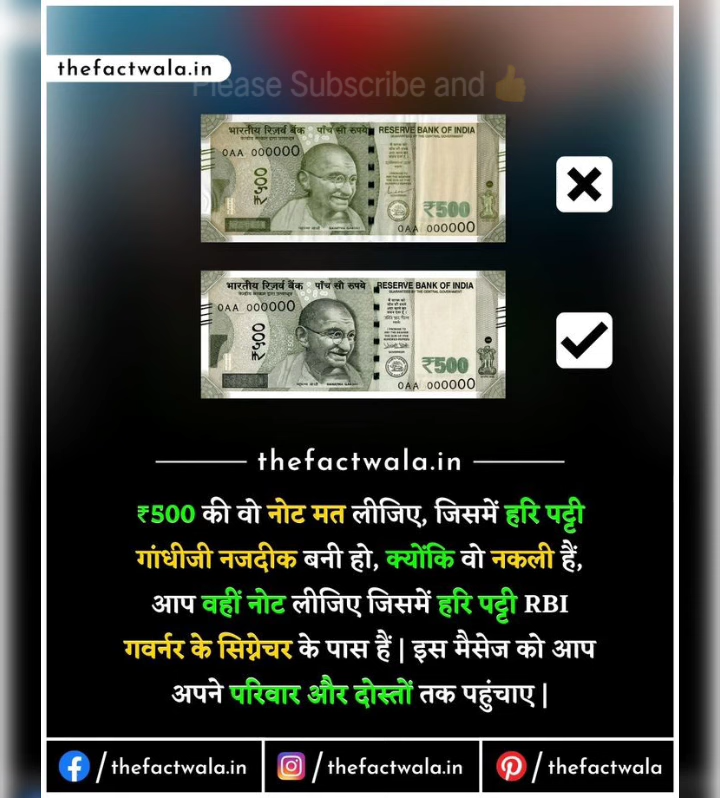 thefactwala.in
Please Subscribe and 👍
भारतीय रिज़र्व बैंक पाँच सौ रुपये RESERVE BANK OF INDIA
0AA 000000
₹५००
₹500
0AA 000000
भारतीय रिज़र्व बैंक पाँच सौ रुपये RESERVE BANK OF INDIA
0AA 000000
₹५००
₹500
0AA 000000
thefactwala.in
₹500 की वो नोट मत लीजिए, जिसमें हरि पट्टी
गांधीजी नजदीक बनी हो, क्योंकि वो नकली हैं,
आप वहीं नोट लीजिए जिसमें हरि पट्टी RBI
गवर्नर के सिग्नेचर के पास हैं | इस मैसेज को आप
अपने परिवार और दोस्तों तक पहुंचाए |
/ thefactwala.in
/ thefactwala.in
/ thefactwala